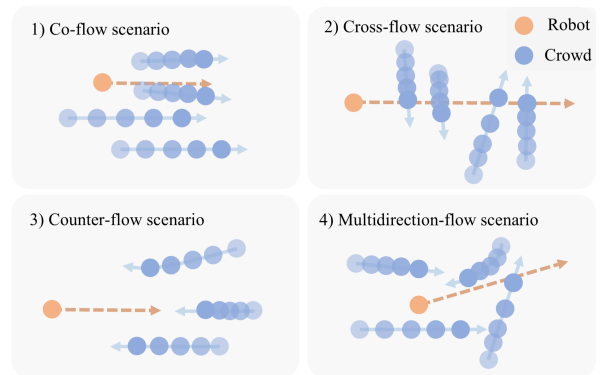 1) Co-flow scenario
2) Cross-flow scenario
Robot
Crowd
3) Counter-flow scenario
4) Multidirection-flow scenario